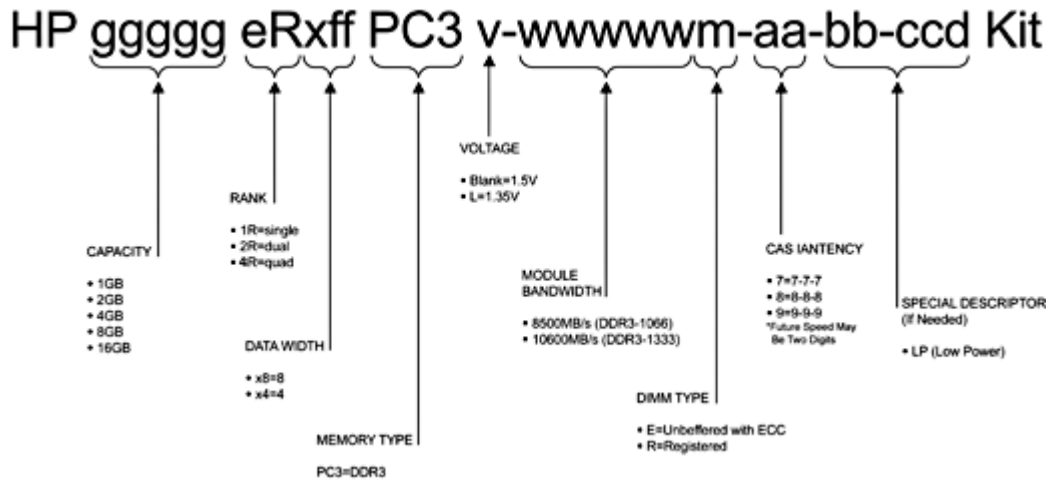 HP ggggg eRxff PC3 v-wwwwwm-aa-bb-ccd Kit
VOLTAGE
▪ Blank=1.5V
▪ L=1.35V
RANK
▪ 1R=single
▪ 2R=dual
▪ 4R=quad
CAPACITY
◆ 1GB
◆ 2GB
◆ 4GB
◆ 8GB
◆ 16GB
CAS IANTENCY
▪ 7=7-7-7
▪ 8=8-8-8
▪ 9=9-9-9
*Future Speed May
Be Two Digits
MODULE
BANDWIDTH
▪ 8500MB/s (DDR3-1066)
▪ 10600MB/s (DDR3-1333)
SPECIAL DESCRIPTOR
(If Needed)
◆ LP (Low Power)
DATA WIDTH
◆ x8=8
◆ x4=4
DIMM TYPE
◆ E=Unbeffered with ECC
▪ R=Registered
MEMORY TYPE
PC3=DDR3